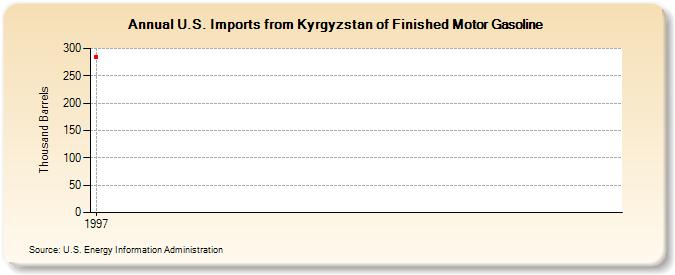 Annual U.S. Imports from Kyrgyzstan of Finished Motor Gasoline
Thousand Barrels
300
250
200
150
100
50
0
1997
Source: U.S. Energy Information Administration